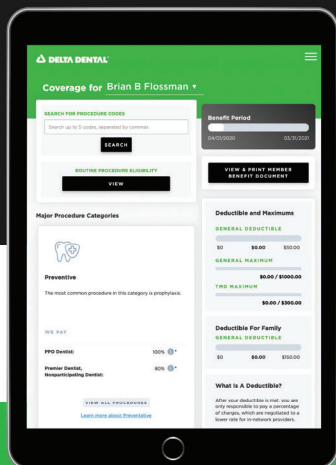 DELTA DENTAL
Coverage for Brian B Flossman
SEARCH FOR PROCEDURE CODES
Search up to 5 codes, separated by commas
SEARCH
ROUTINE PROCEDURE ELIGIBILITY
VIEW
Major Procedure Categories
Preventive
The most common procedure in this category is prophylaxis.
WE PAY
PPO Dentist: 100%
Premier Dentist, 80%
Nonparticipating Dentist:
VIEW ALL PROCEDURES
Learn more about Preventative
Benefit Period
04/01/2020 03/31/2021
VIEW & PRINT MEMBER
BENEFIT DOCUMENT
Deductible and Maximums
GENERAL DEDUCTIBLE
$0 $0.00 $50.00
GENERAL MAXIMUM
$0.00 / $1000.00
TMD MAXIMUM
$0.00 / $300.00
Deductible For Family
GENERAL DEDUCTIBLE
$0 $0.00 $150.00
What Is A Deductible?
After your deductible is met, you are
only responsible to pay a percentage
of charges, which are negotiated to a
lower rate for in-network providers.